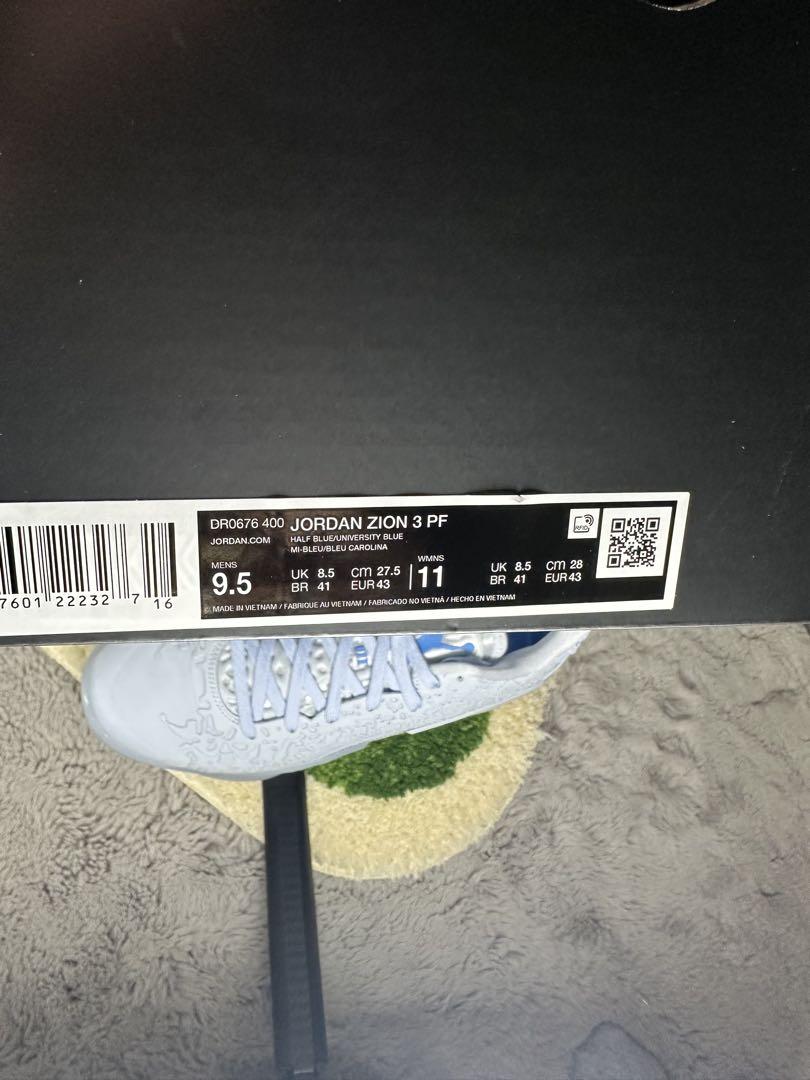 DR0676 400 JORDAN ZION 3 PF
JORDAN.COM
HALF BLUE/UNIVERSITY BLUE
MI-BLEU/BLEU CAROLINA
RFID
MENS
9.5
UK 8.5 CM 27.5
BR 41 EUR 43
WMNS
11
UK 8.5 CM 28
BR 41 EUR 43
MADE IN VIETNAM / FABRIQUE AU VIETNAM / FABRICADO NO VIETNÃ / HECHO EN VIETNAM
7601 22232 7 16